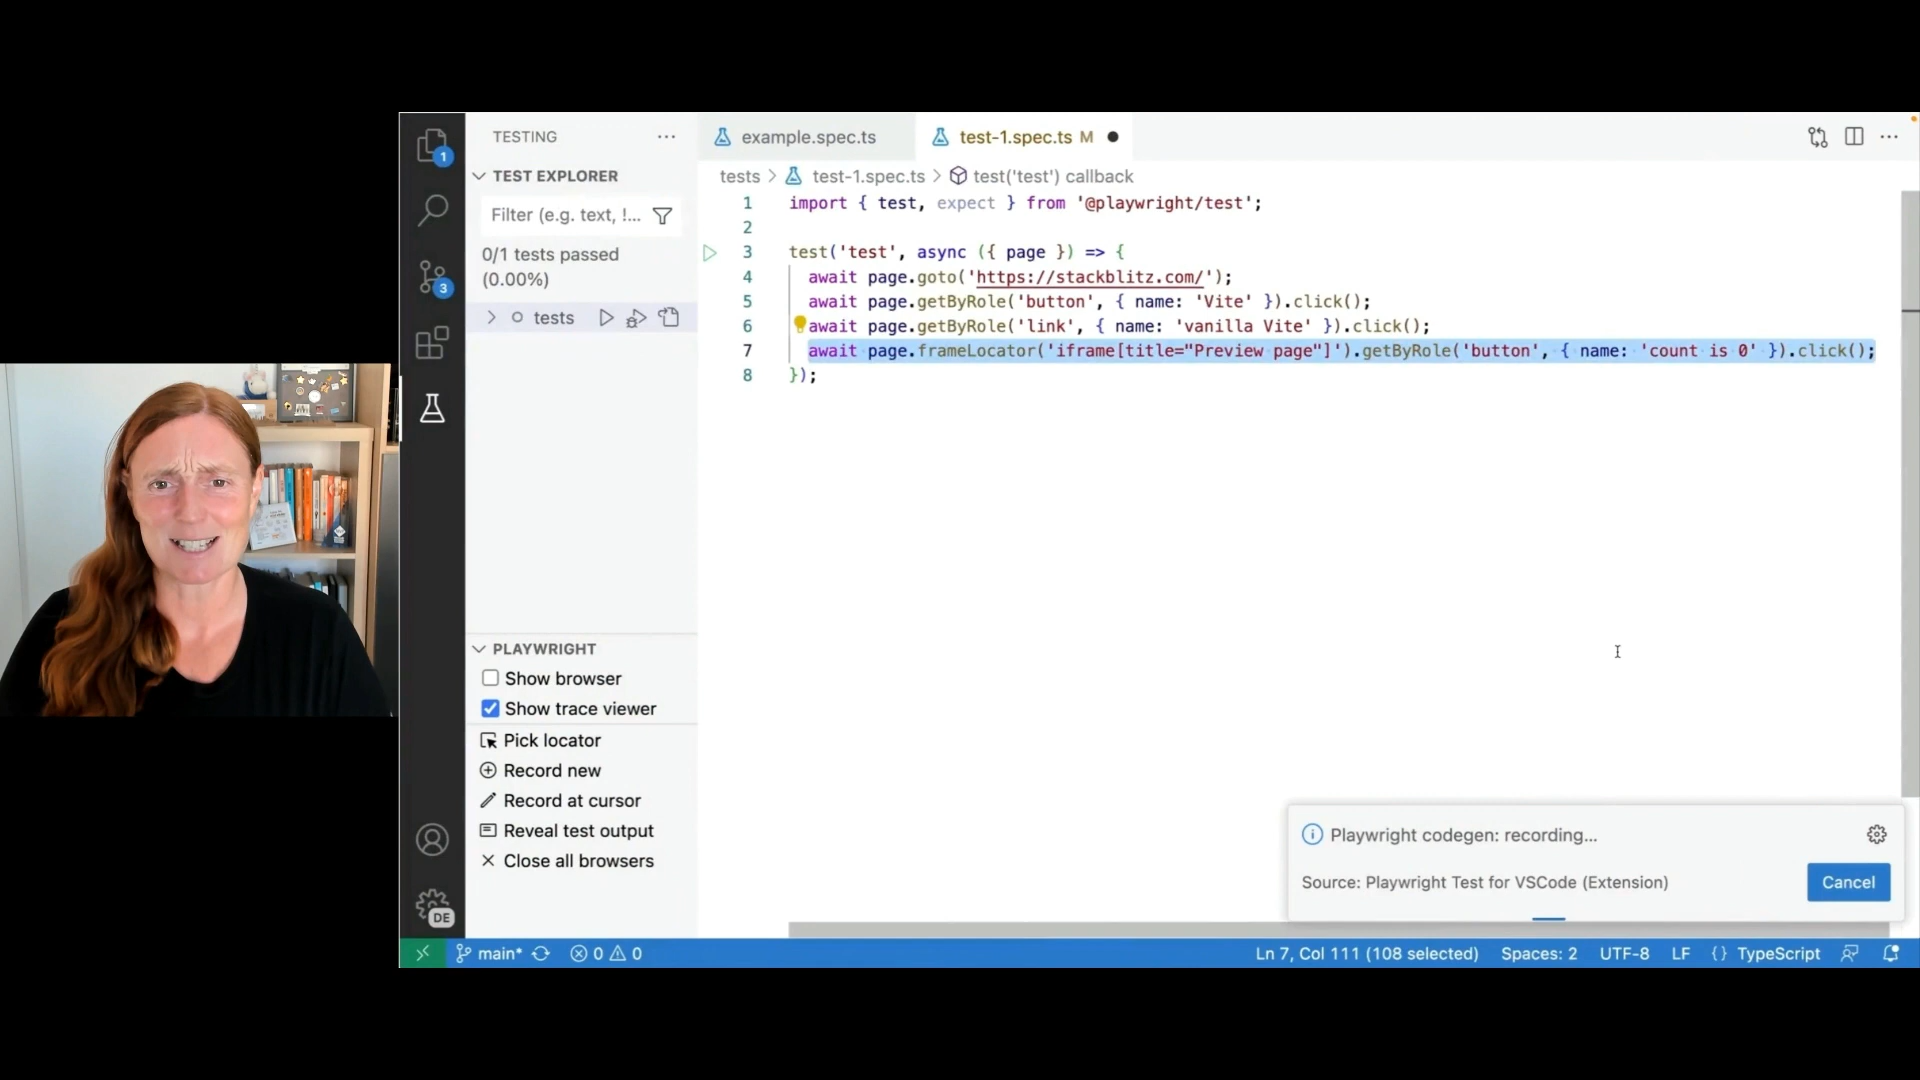 TESTING
TEST EXPLORER
Filter (e.g. text, !...
0/1 tests passed
(0.00%)
tests
PLAYWRIGHT
Show browser
Show trace viewer
Pick locator
Record new
Record at cursor
Reveal test output
Close all browsers
1
3
DE
example.spec.ts
test-1.spec.ts M
tests > test-1.spec.ts > test('test') callback
1 import { test, expect } from '@playwright/test';
2
3 test('test', async ({ page }) => {
4 await page.goto('https://stackblitz.com/');
5 await page.getByRole('button', { name: 'Vite' }).click();
6 await page.getByRole('link', { name: 'vanilla Vite' }).click();
7 await page.frameLocator('iframe[title="Preview page"]').getByRole('button', { name: 'count is 0' }).click();
8 });
Playwright codegen: recording...
Source: Playwright Test for VSCode (Extension)
Cancel
main* 0 0
Ln 7, Col 111 (108 selected) Spaces: 2 UTF-8 LF {} TypeScript